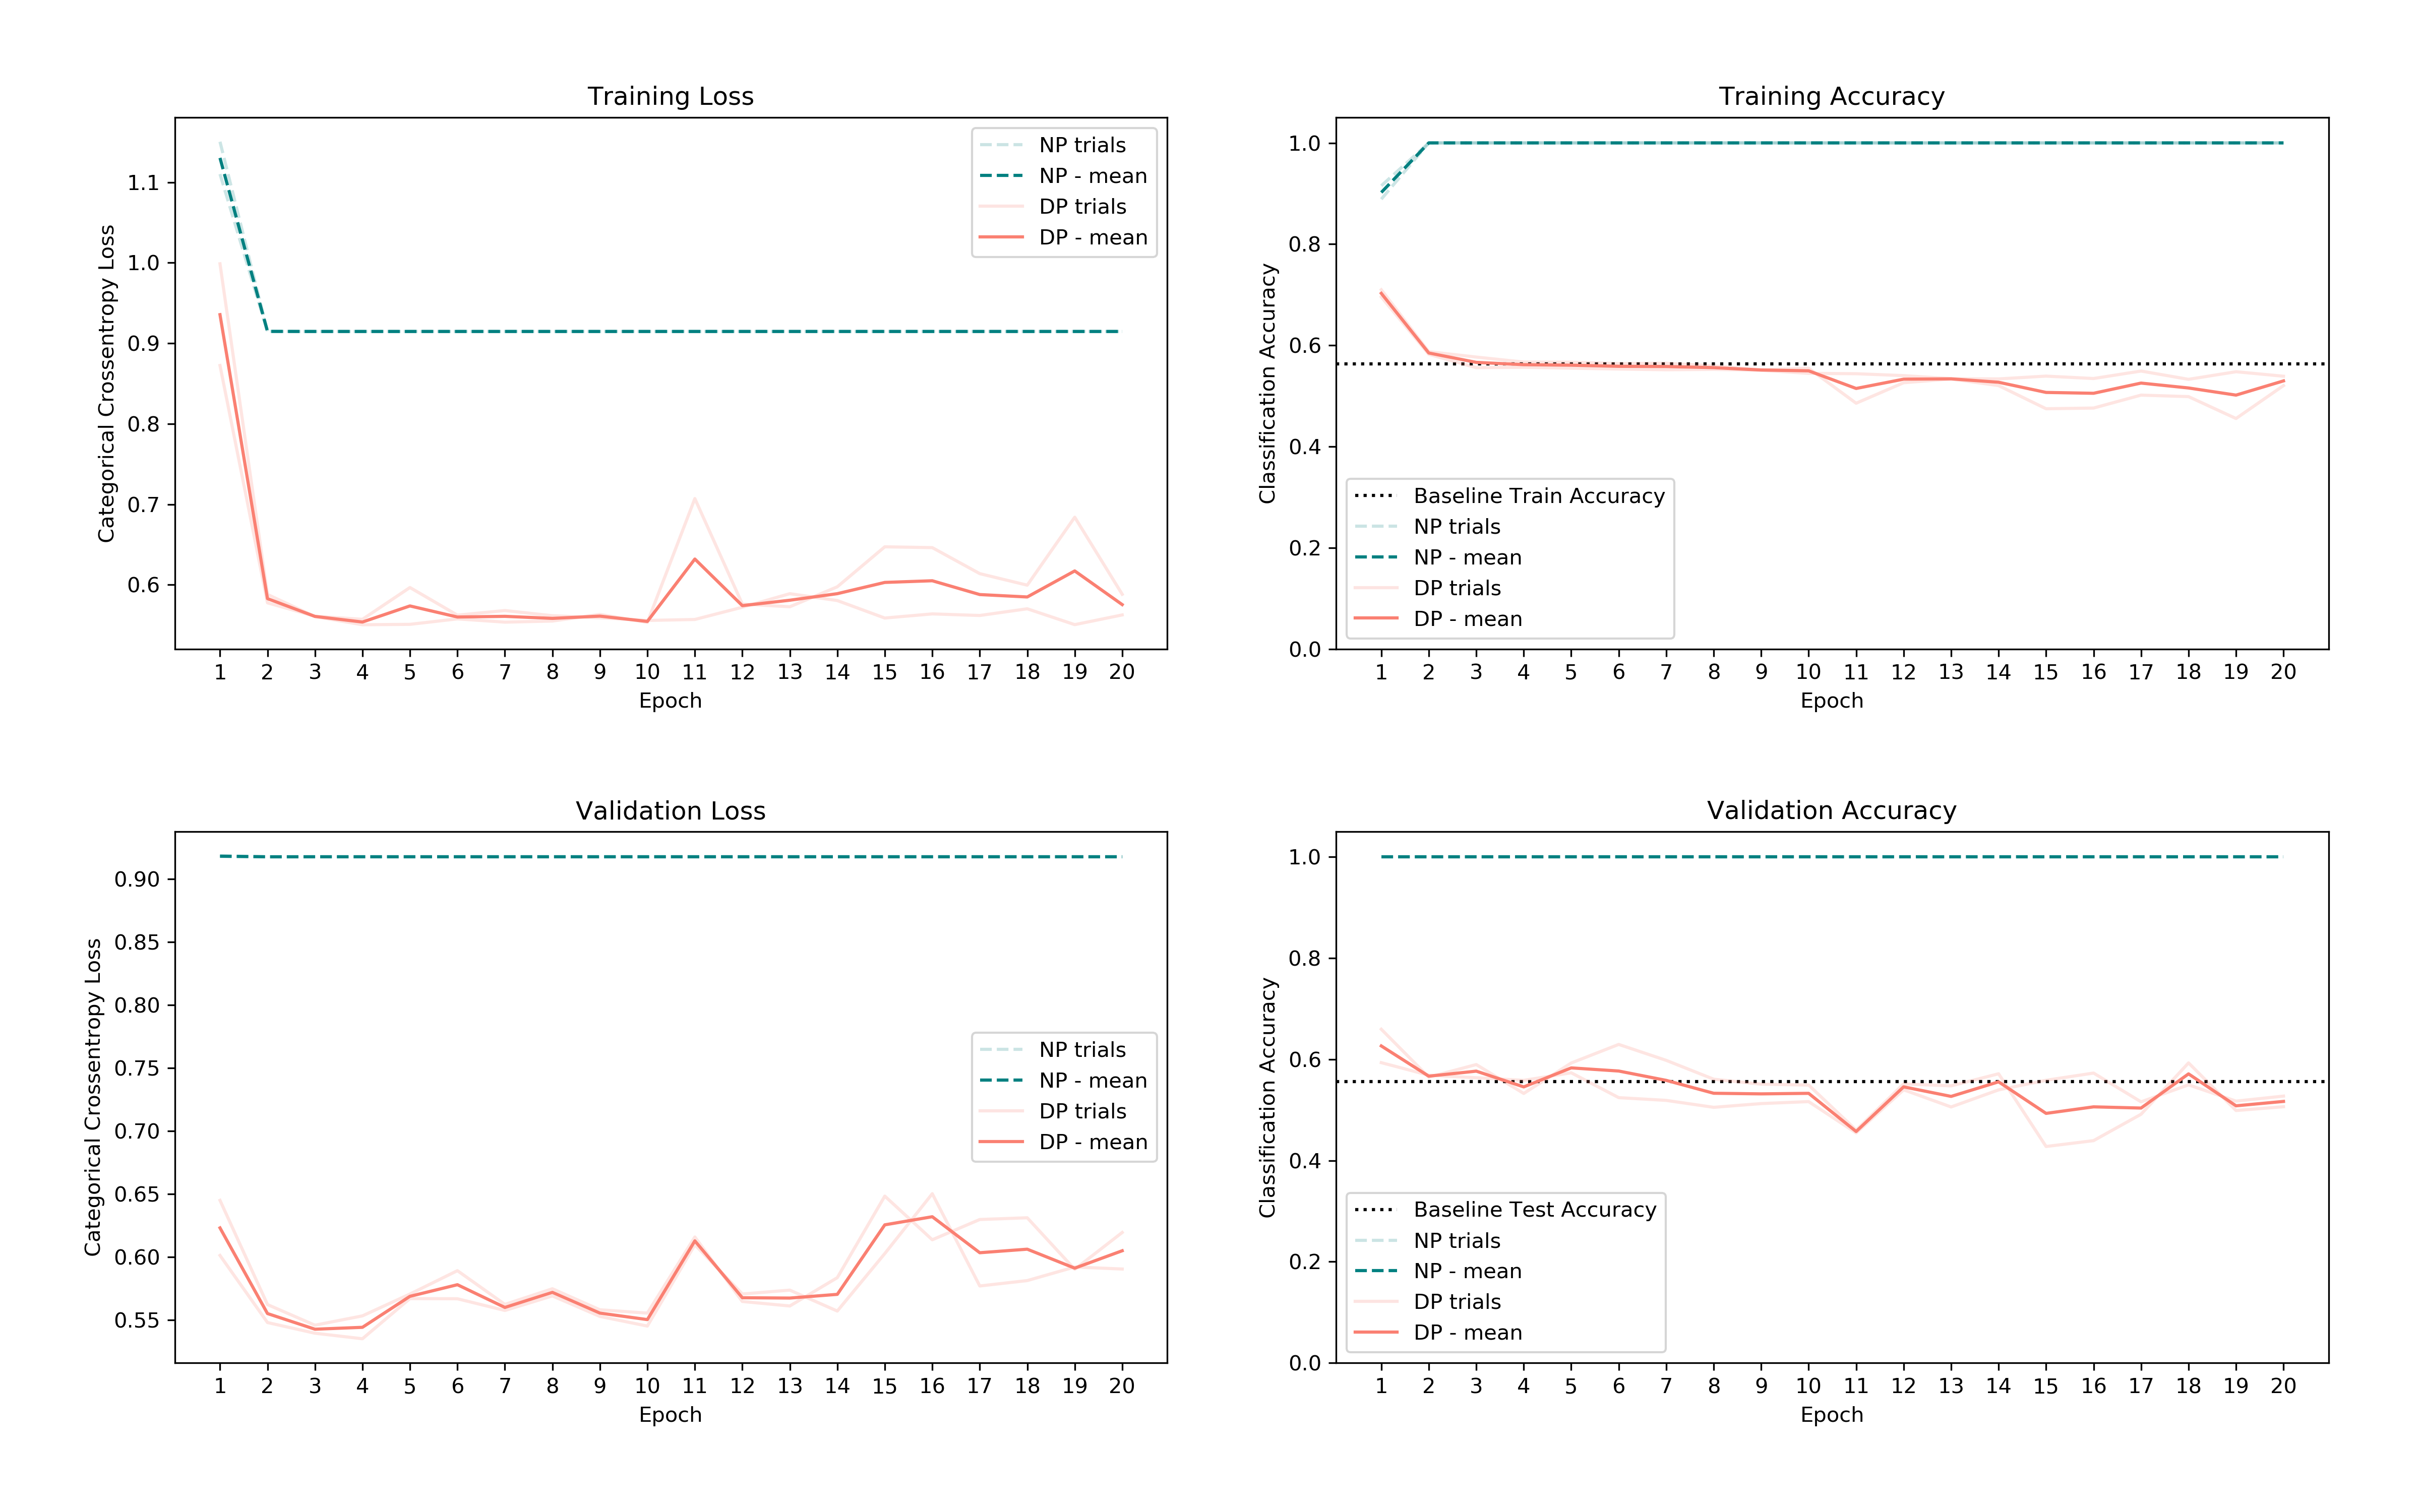 Training Loss
Categorical Crossentropy Loss
1.1
1.0
0.9
0.8
0.7
0.6
NP trials
NP - mean
DP trials
DP - mean
1 2 3 4 5 6 7 8 9 10 11 12 13 14 15 16 17 18 19 20
Epoch
Training Accuracy
Classification Accuracy
1.0
0.8
0.6
0.4
0.2
0.0
Baseline Train Accuracy
NP trials
NP - mean
DP trials
DP - mean
1 2 3 4 5 6 7 8 9 10 11 12 13 14 15 16 17 18 19 20
Epoch
Validation Loss
Categorical Crossentropy Loss
0.90
0.85
0.80
0.75
0.70
0.65
0.60
0.55
NP trials
NP - mean
DP trials
DP - mean
1 2 3 4 5 6 7 8 9 10 11 12 13 14 15 16 17 18 19 20
Epoch
Validation Accuracy
Classification Accuracy
1.0
0.8
0.6
0.4
0.2
0.0
Baseline Test Accuracy
NP trials
NP - mean
DP trials
DP - mean
1 2 3 4 5 6 7 8 9 10 11 12 13 14 15 16 17 18 19 20
Epoch